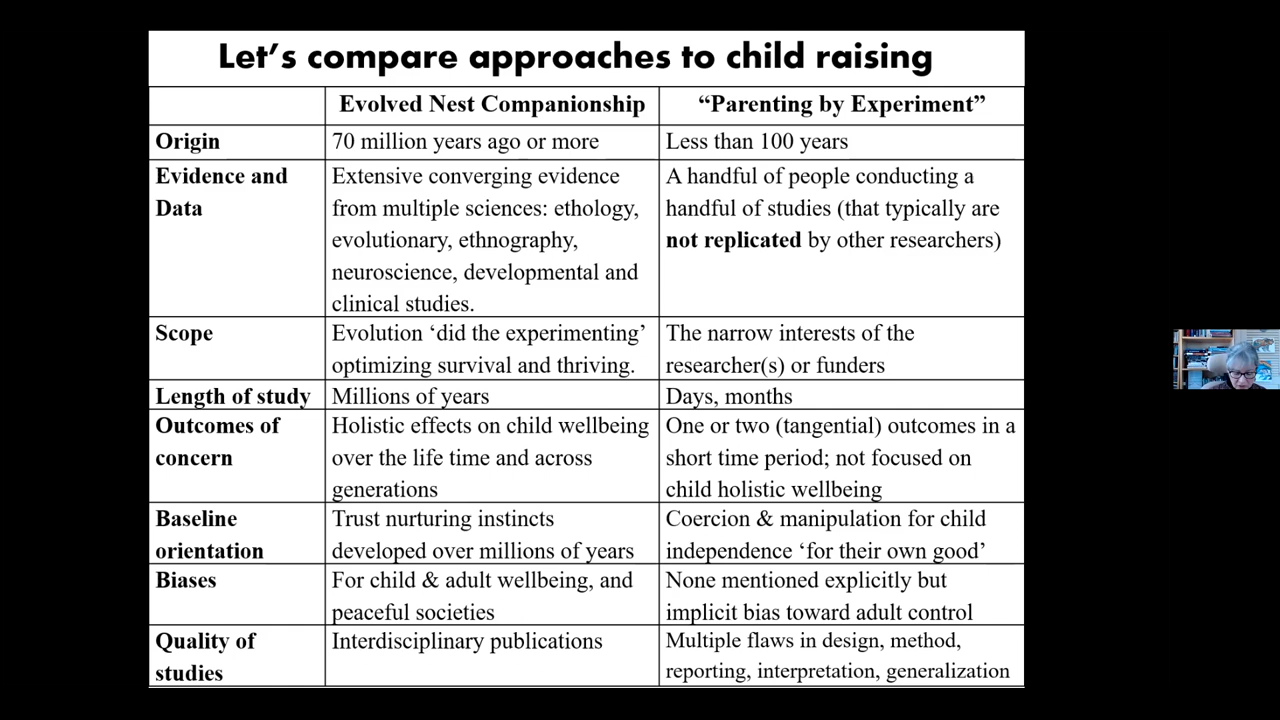 Let's compare approaches to child raising
Evolved Nest Companionship
“Parenting by Experiment”
Origin
70 million years ago or more
Less than 100 years
Evidence and
Data
Extensive converging evidence
from multiple sciences: ethology,
evolutionary, ethnography,
neuroscience, developmental and
clinical studies.
A handful of people conducting a
handful of studies (that typically are
not replicated by other researchers)
Scope
Evolution ‘did the experimenting’
optimizing survival and thriving.
The narrow interests of the
researcher(s) or funders
Length of study
Millions of years
Days, months
Outcomes of
concern
Holistic effects on child wellbeing
over the life time and across
generations
One or two (tangential) outcomes in a
short time period; not focused on
child holistic wellbeing
Baseline
orientation
Trust nurturing instincts
developed over millions of years
Coercion & manipulation for child
independence ‘for their own good’
Biases
For child & adult wellbeing, and
peaceful societies
None mentioned explicitly but
implicit bias toward adult control
Quality of
studies
Interdisciplinary publications
Multiple flaws in design, method,
reporting, interpretation, generalization